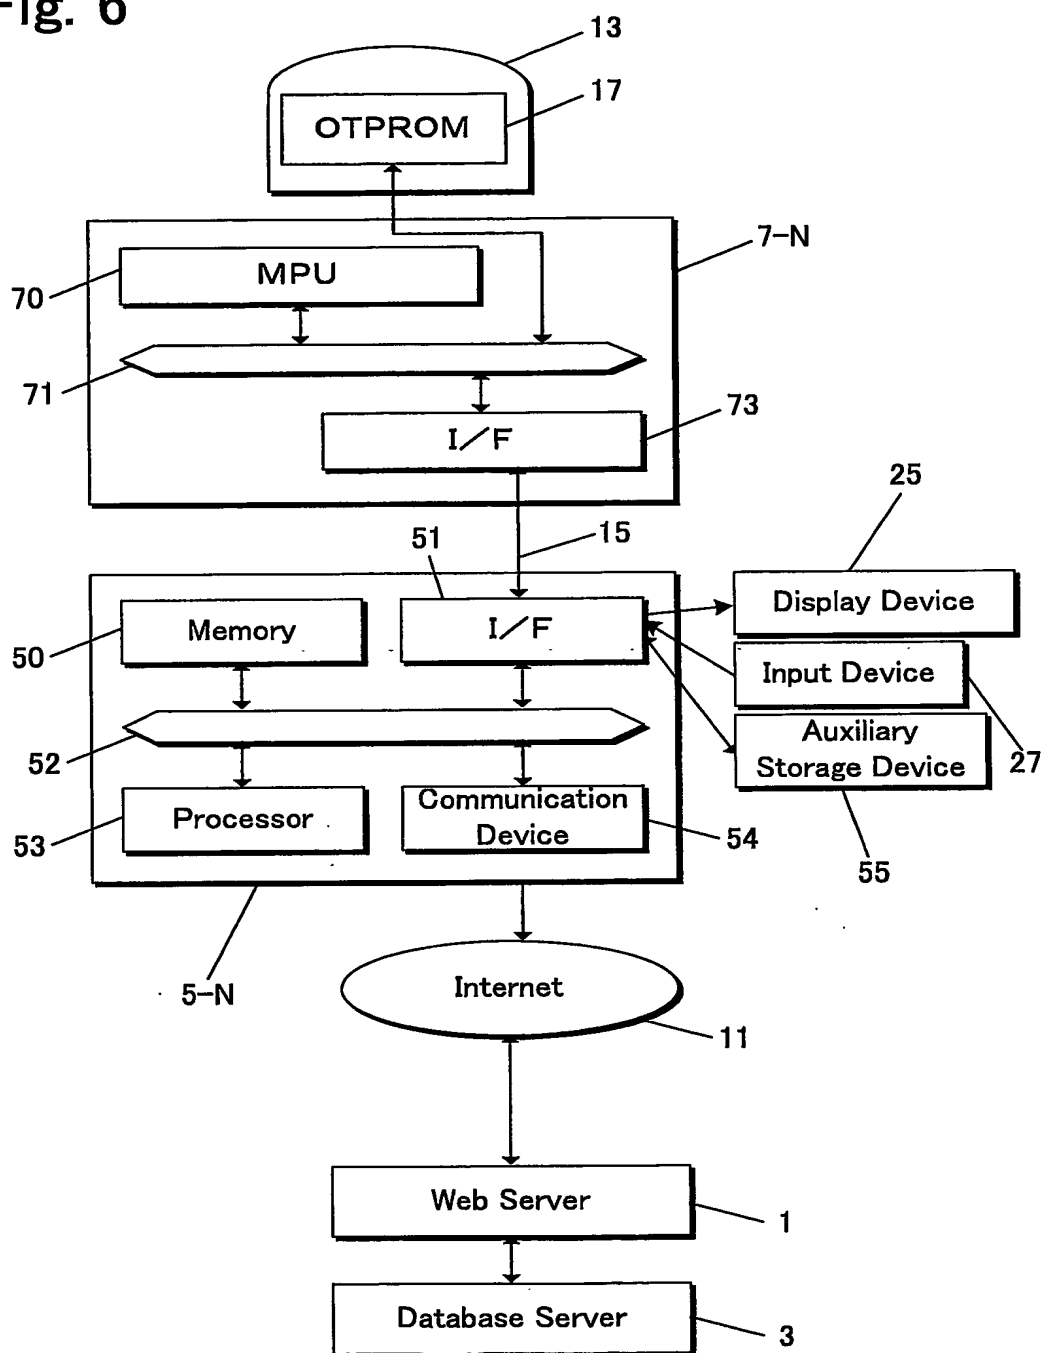 Fig. 6
13
17
OTPROM
7-N
MPU
70
71
73
I/F
25
15
51
Display Device
Memory
I/F
50
Input Device
Auxiliary
Storage Device
27
52
Communication
Device
Processor
53
54
55
5-N
Internet
11
Web Server
1
Database Server
3